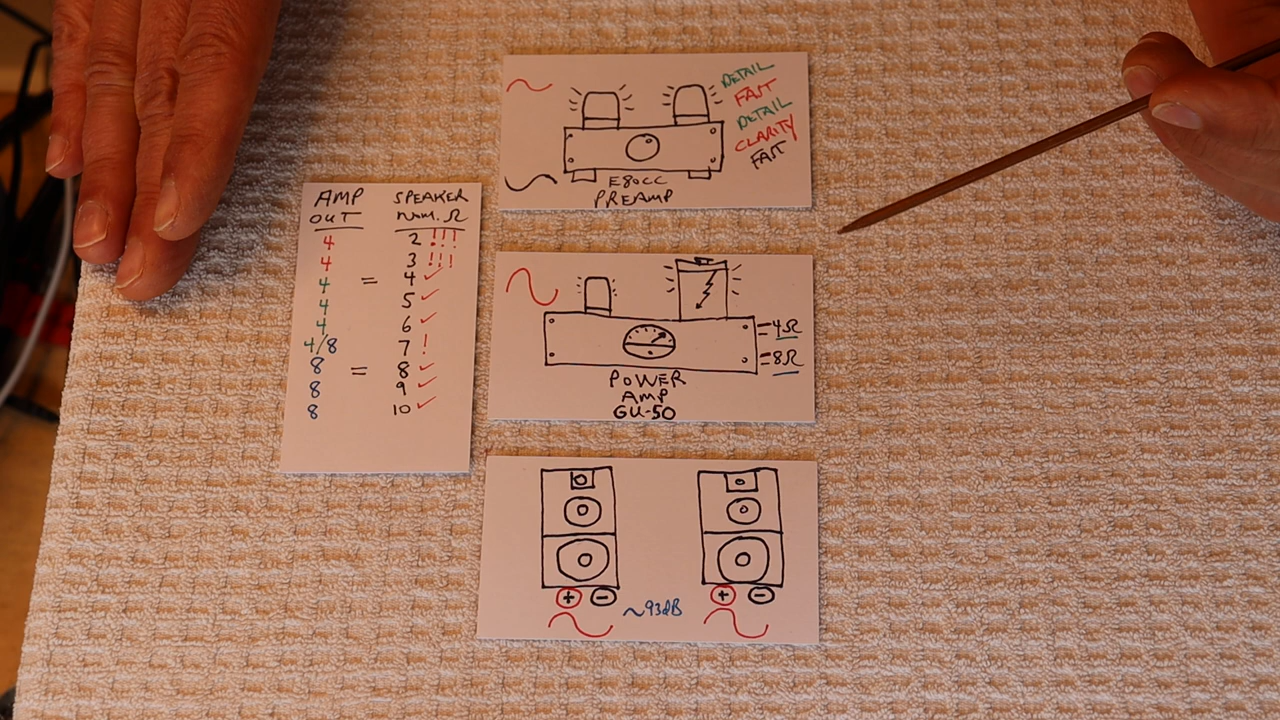 AMP SPEAKER
OUT NOM. Ω
4 2 !!!
4 3 !!!
4 = 4 ✓
4 5 ✓
4 6 ✓
4/8 7 !
8 = 8 ✓
8 9 ✓
8 10 ✓
DETAIL
FAST
DETAIL
CLARITY
FAST
E80CC
PREAMP
4Ω
8Ω
POWER
AMP
GU-50
+ − ~93dB + −